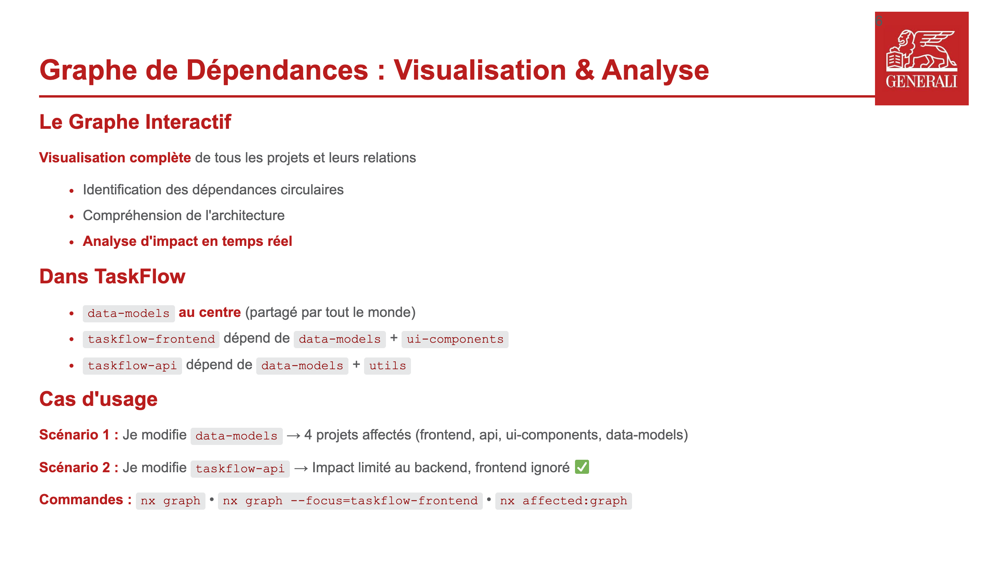 6
GENERALI
Graphe de Dépendances : Visualisation & Analyse
Le Graphe Interactif
Visualisation complète de tous les projets et leurs relations
• Identification des dépendances circulaires
• Compréhension de l'architecture
• Analyse d'impact en temps réel
Dans TaskFlow
• data-models au centre (partagé par tout le monde)
• taskflow-frontend dépend de data-models + ui-components
• taskflow-api dépend de data-models + utils
Cas d'usage
Scénario 1 : Je modifie data-models → 4 projets affectés (frontend, api, ui-components, data-models)
Scénario 2 : Je modifie taskflow-api → Impact limité au backend, frontend ignoré ✅
Commandes : nx graph • nx graph --focus=taskflow-frontend • nx affected:graph